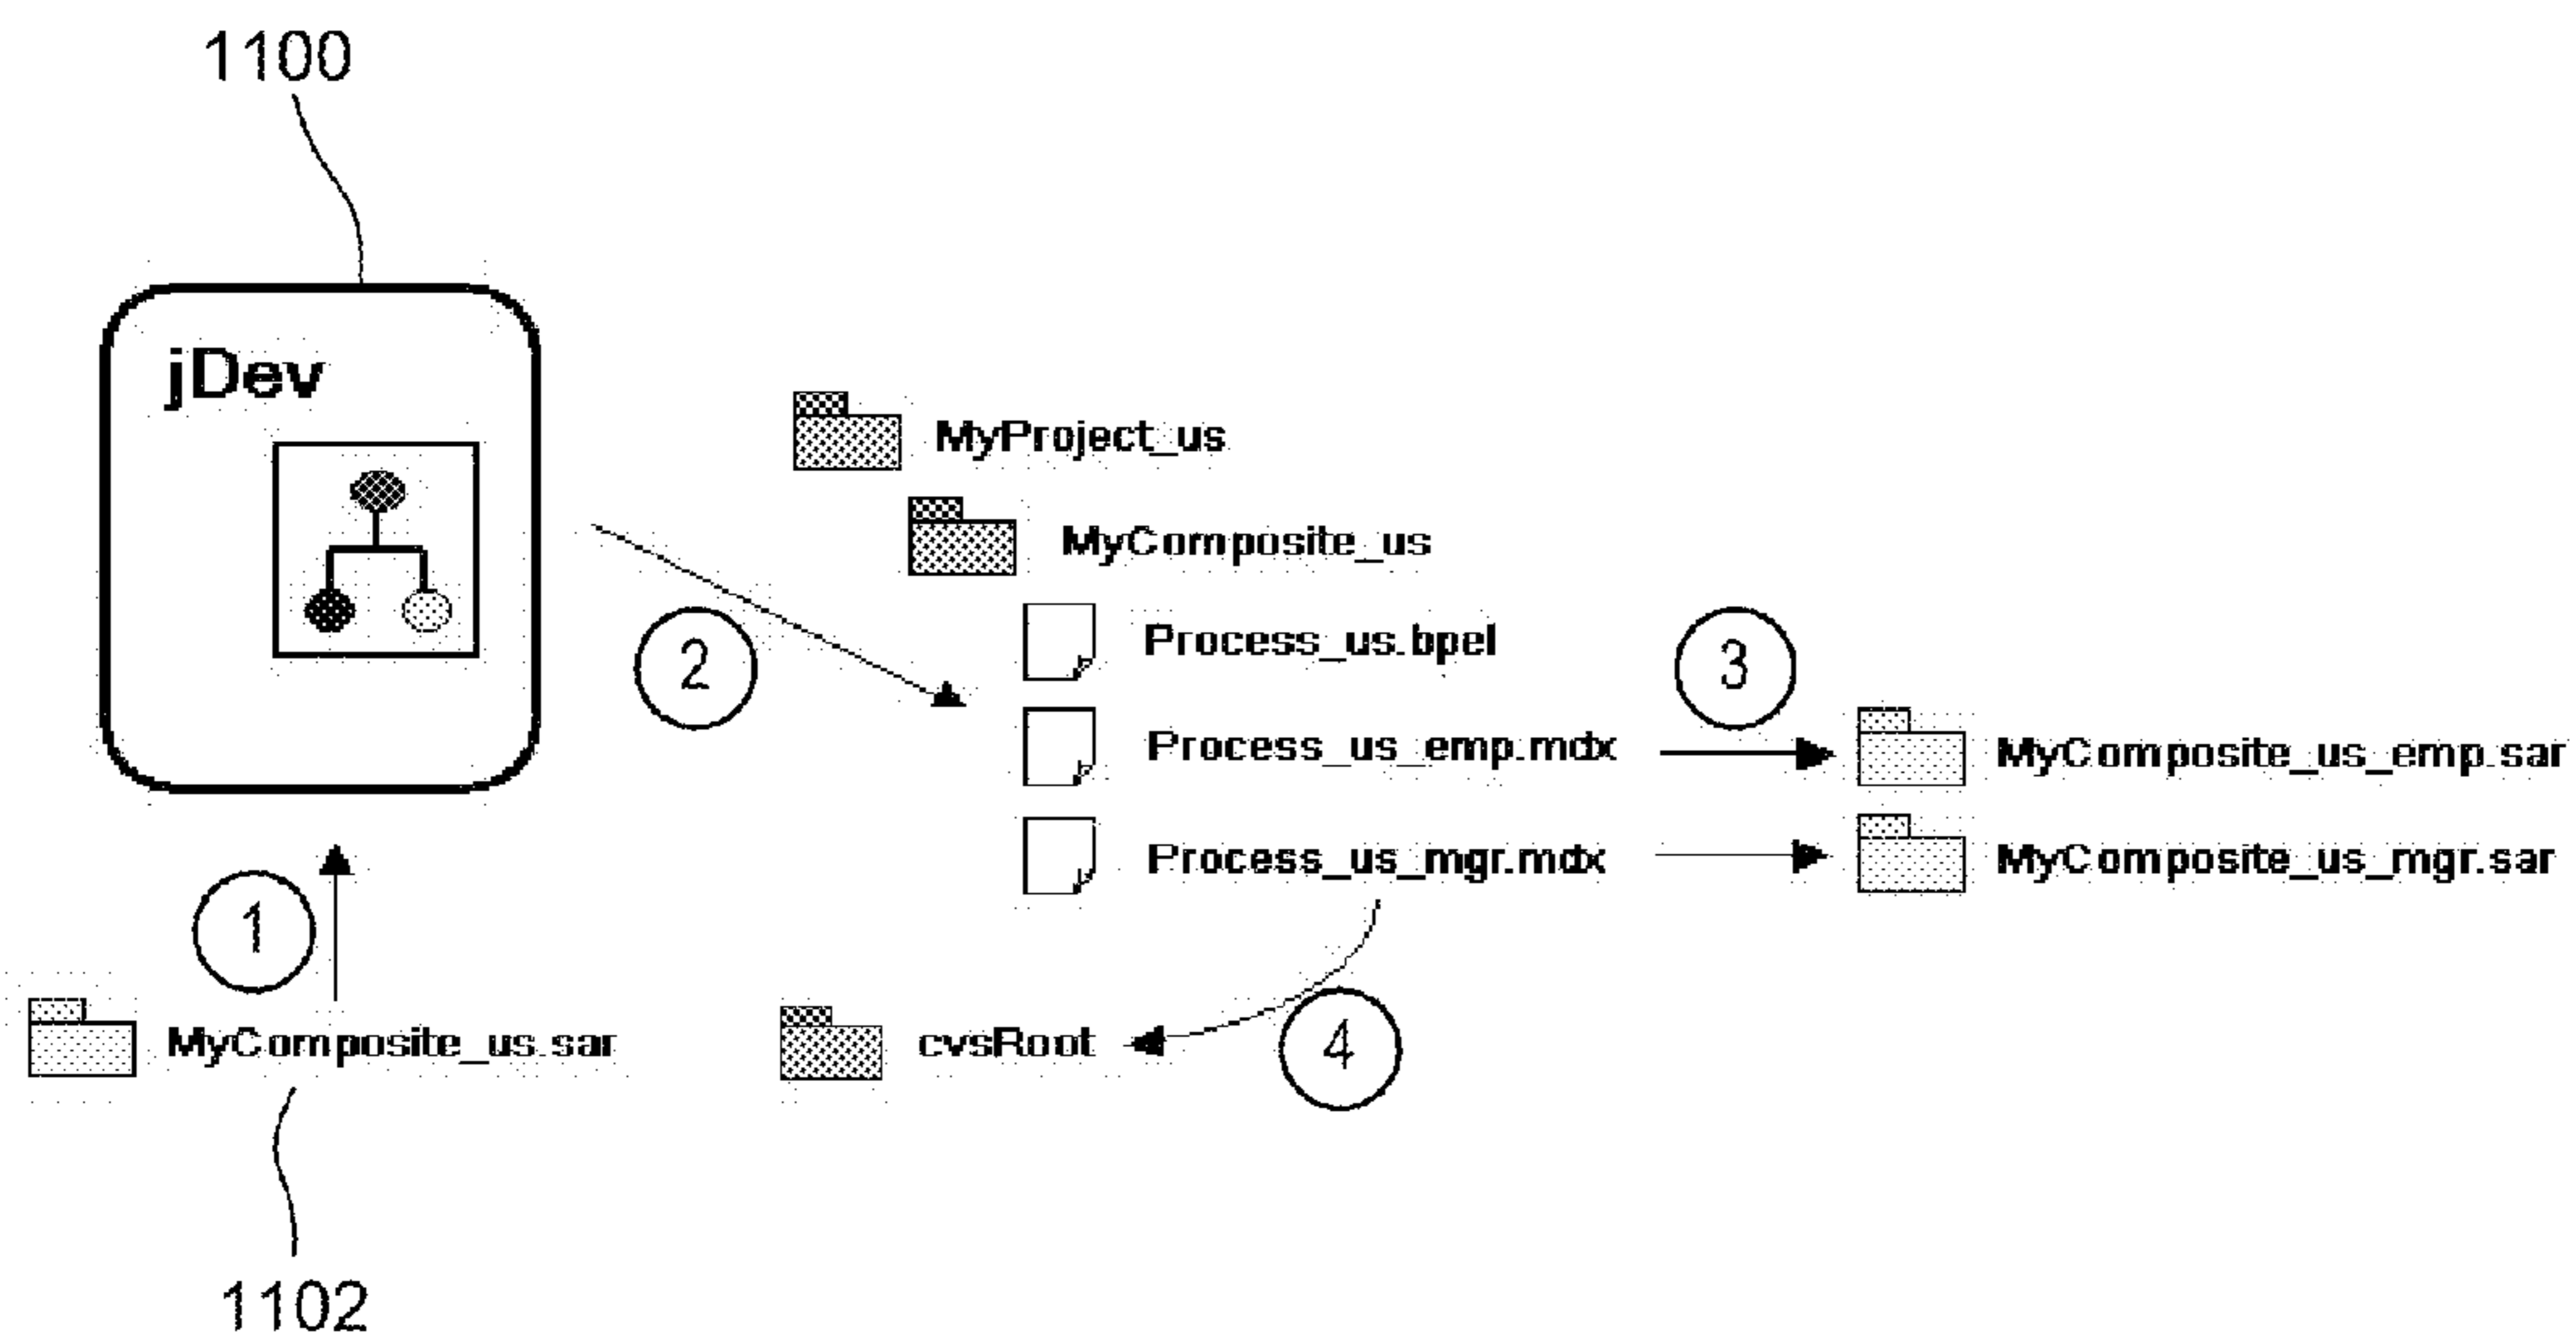 1100
jDev
MyProject_us
MyComposite_us
Process_us.bpel
2
3
Process_us_emp.mdx
MyComposite_us_emp.sar
Process_us_mgr.mdx
MyComposite_us_mgr.sar
1
MyComposite_us.sar
cvsRoot
4
1102